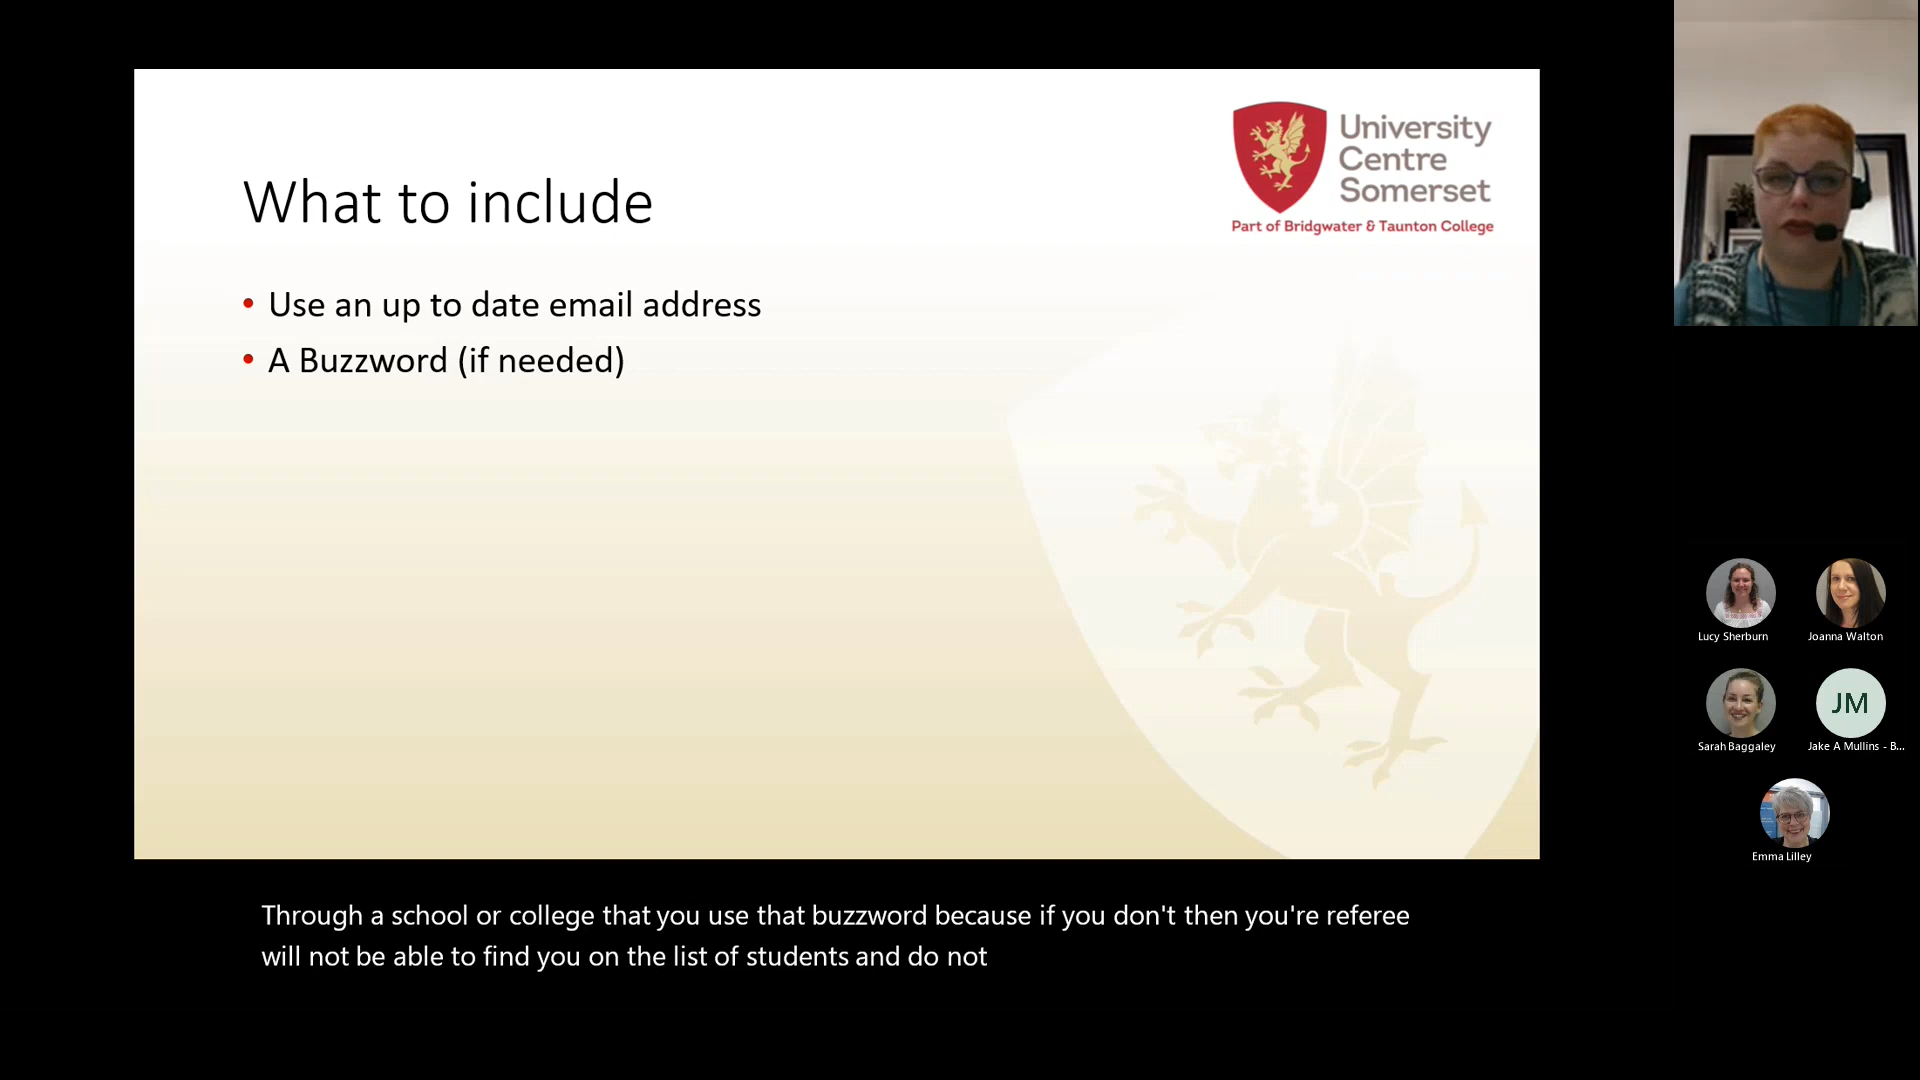 University
Centre
Somerset
Part of Bridgwater & Taunton College
What to include
• Use an up to date email address
• A Buzzword (if needed)
Lucy Sherburn
Joanna Walton
JM
Sarah Baggaley
Jake A Mullins - B...
Emma Lilley
Through a school or college that you use that buzzword because if you don't then you're referee
will not be able to find you on the list of students and do not